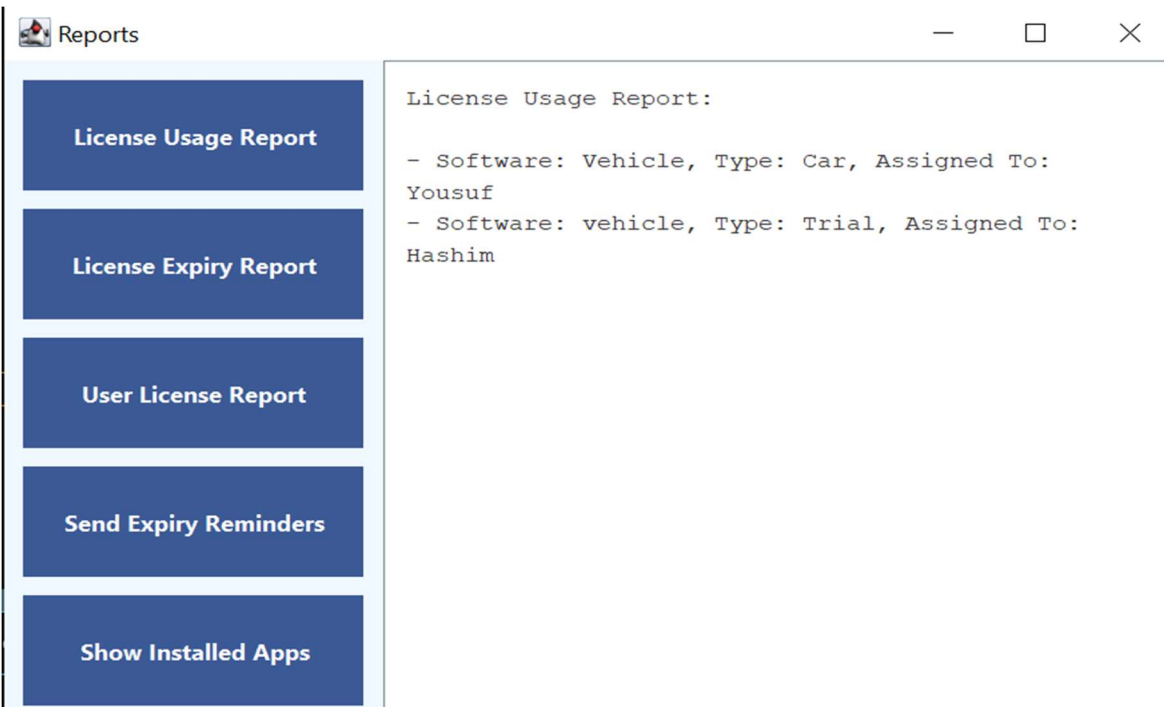 Reports
License Usage Report
License Expiry Report
User License Report
Send Expiry Reminders
Show Installed Apps
License Usage Report:
- Software: Vehicle, Type: Car, Assigned To:
Yousuf
- Software: vehicle, Type: Trial, Assigned To:
Hashim